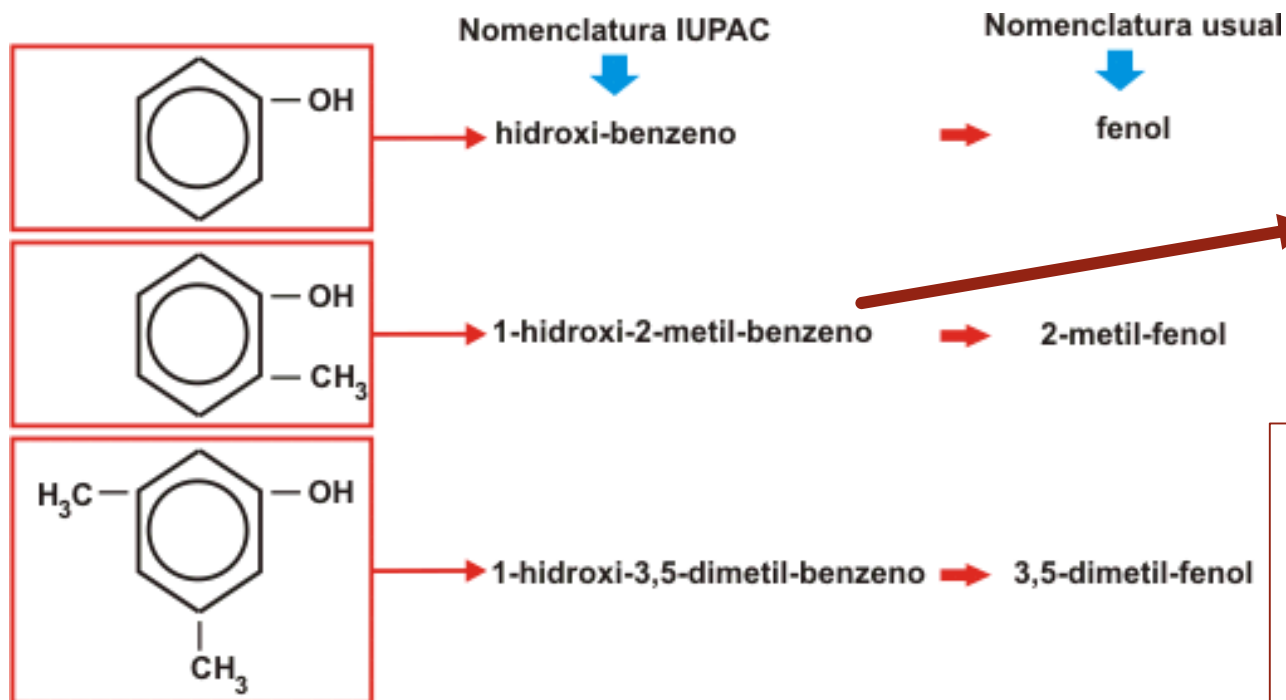 Nomenclatura IUPAC
Nomenclatura usual
OH
hidroxi-benzeno
fenol
OH
CH₃
1-hidroxi-2-metil-benzeno
2-metil-fenol
H₃C
OH
CH₃
1-hidroxi-3,5-dimetil-benzeno
3,5-dimetil-fenol